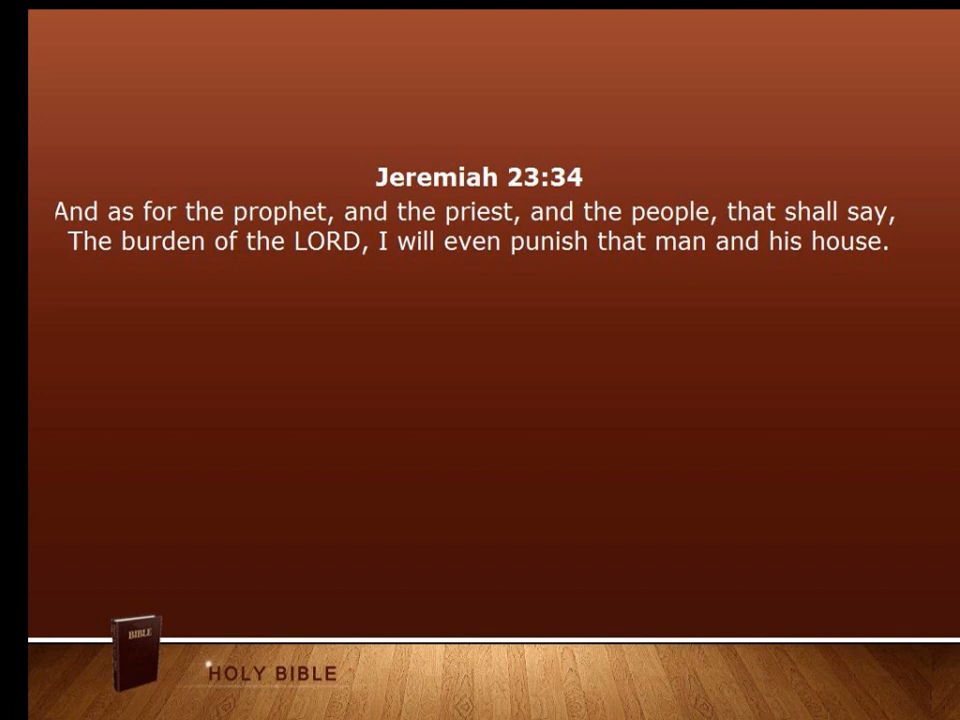 Jeremiah 23:34
And as for the prophet, and the priest, and the people, that shall say,
The burden of the LORD, I will even punish that man and his house.
BIBLE
HOLY BIBLE